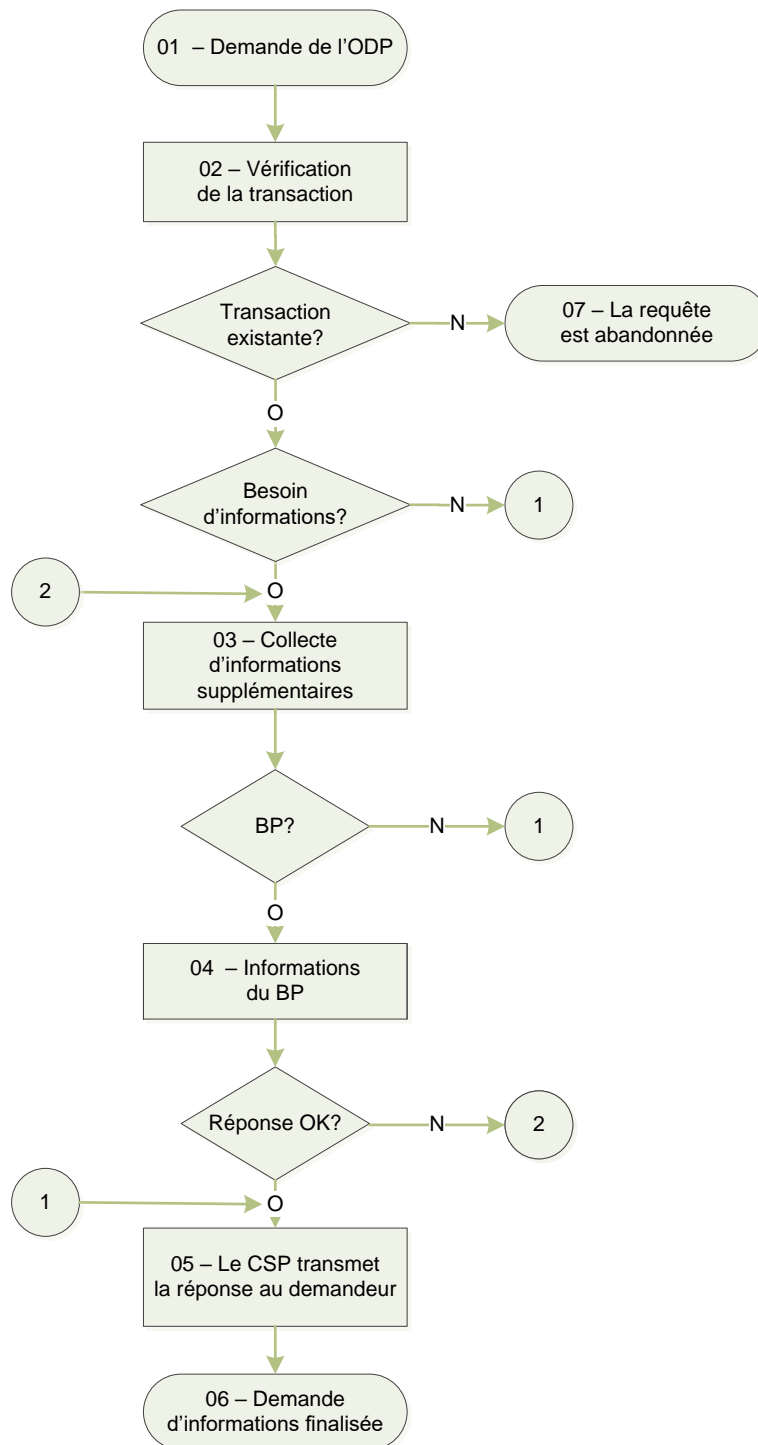 01 – Demande de l’ODP
02 – Vérification
de la transaction
Transaction
existante?
N
07 – La requête
est abandonnée
O
Besoin
d’informations?
N
1
2
O
03 – Collecte
d’informations
supplémentaires
BP?
N
1
O
04 – Informations
du BP
Réponse OK?
N
2
1
O
05 – Le CSP transmet
la réponse au demandeur
06 – Demande
d’informations finalisée